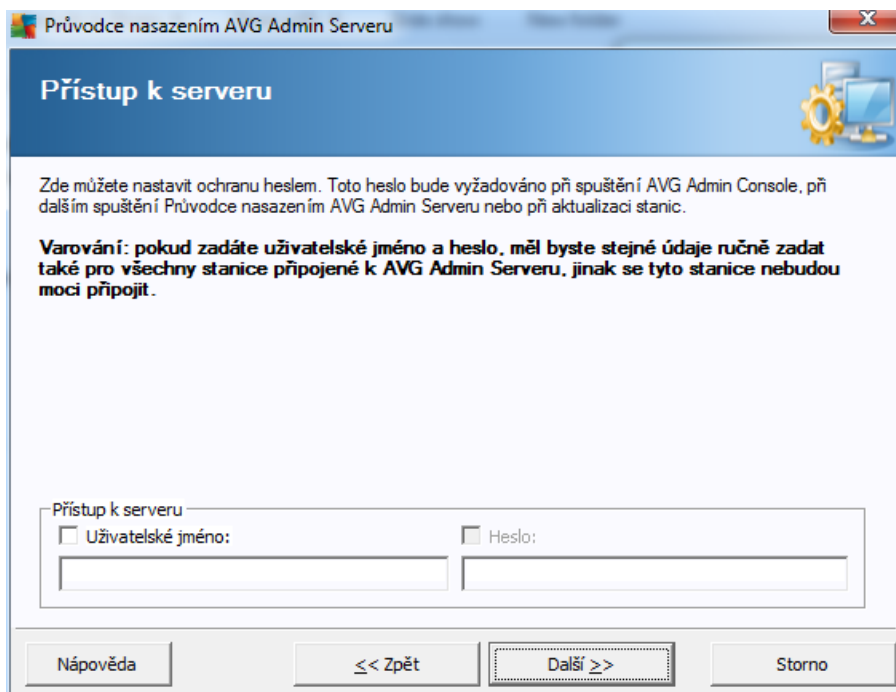 Průvodce nasazením AVG Admin Serveru
Přístup k serveru
Zde můžete nastavit ochranu heslem. Toto heslo bude vyžadováno při spuštění AVG Admin Console, při
dalším spuštění Průvodce nasazením AVG Admin Serveru nebo při aktualizaci stanic.
Varování: pokud zadáte uživatelské jméno a heslo, měl byste stejné údaje ručně zadat
také pro všechny stanice připojené k AVG Admin Serveru, jinak se tyto stanice nebudou
moci připojit.
Přístup k serveru
Uživatelské jméno:
Heslo:
Nápověda
<< Zpět
Další >>
Storno